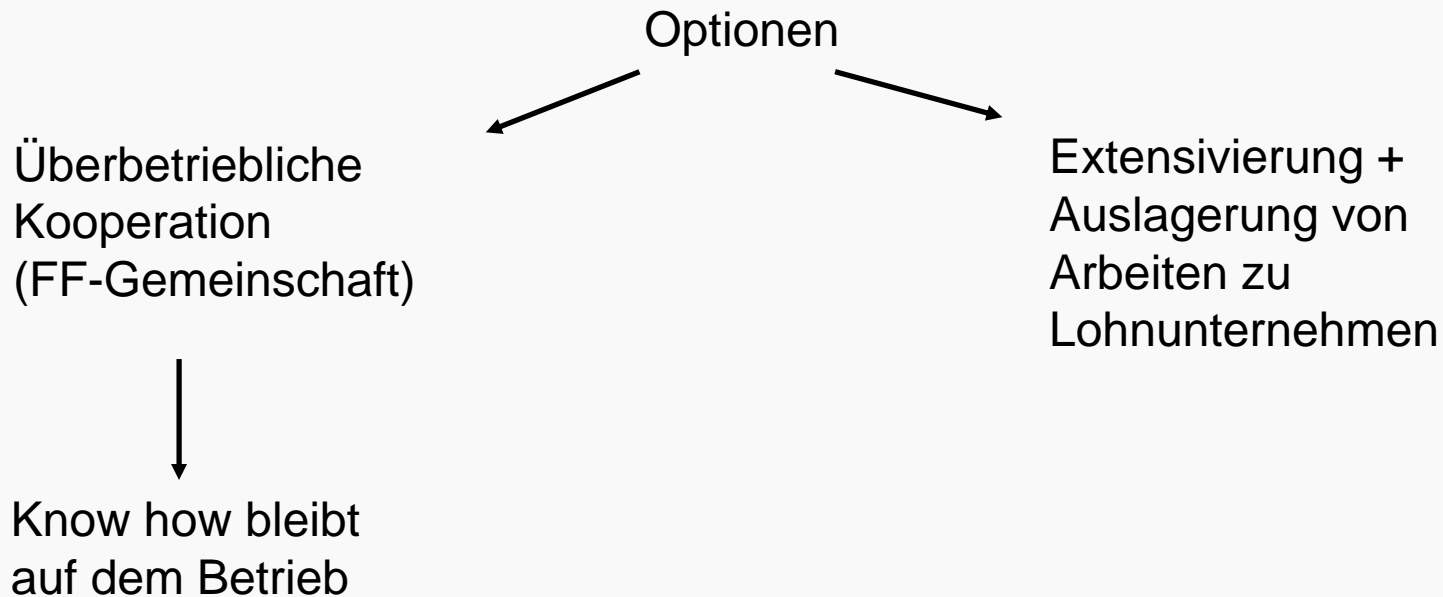 Optionen
Überbetriebliche
Kooperation
(FF-Gemeinschaft)
Extensivierung +
Auslagerung von
Arbeiten zu
Lohnunternehmen
Know how bleibt
auf dem Betrieb